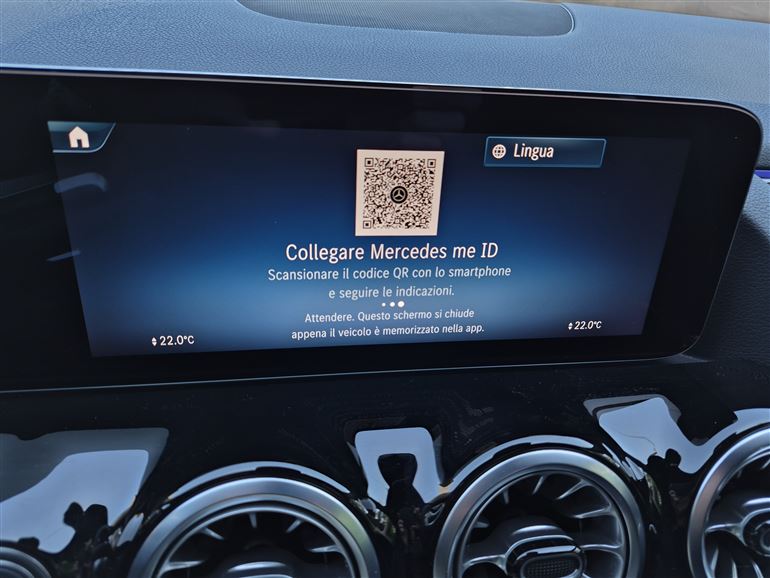 Lingua
Collegare Mercedes me ID
Scansionare il codice QR con lo smartphone
e seguire le indicazioni.
Attendere. Questo schermo si chiude
appena il veicolo è memorizzato nella app.
22.0°C
22.0°C